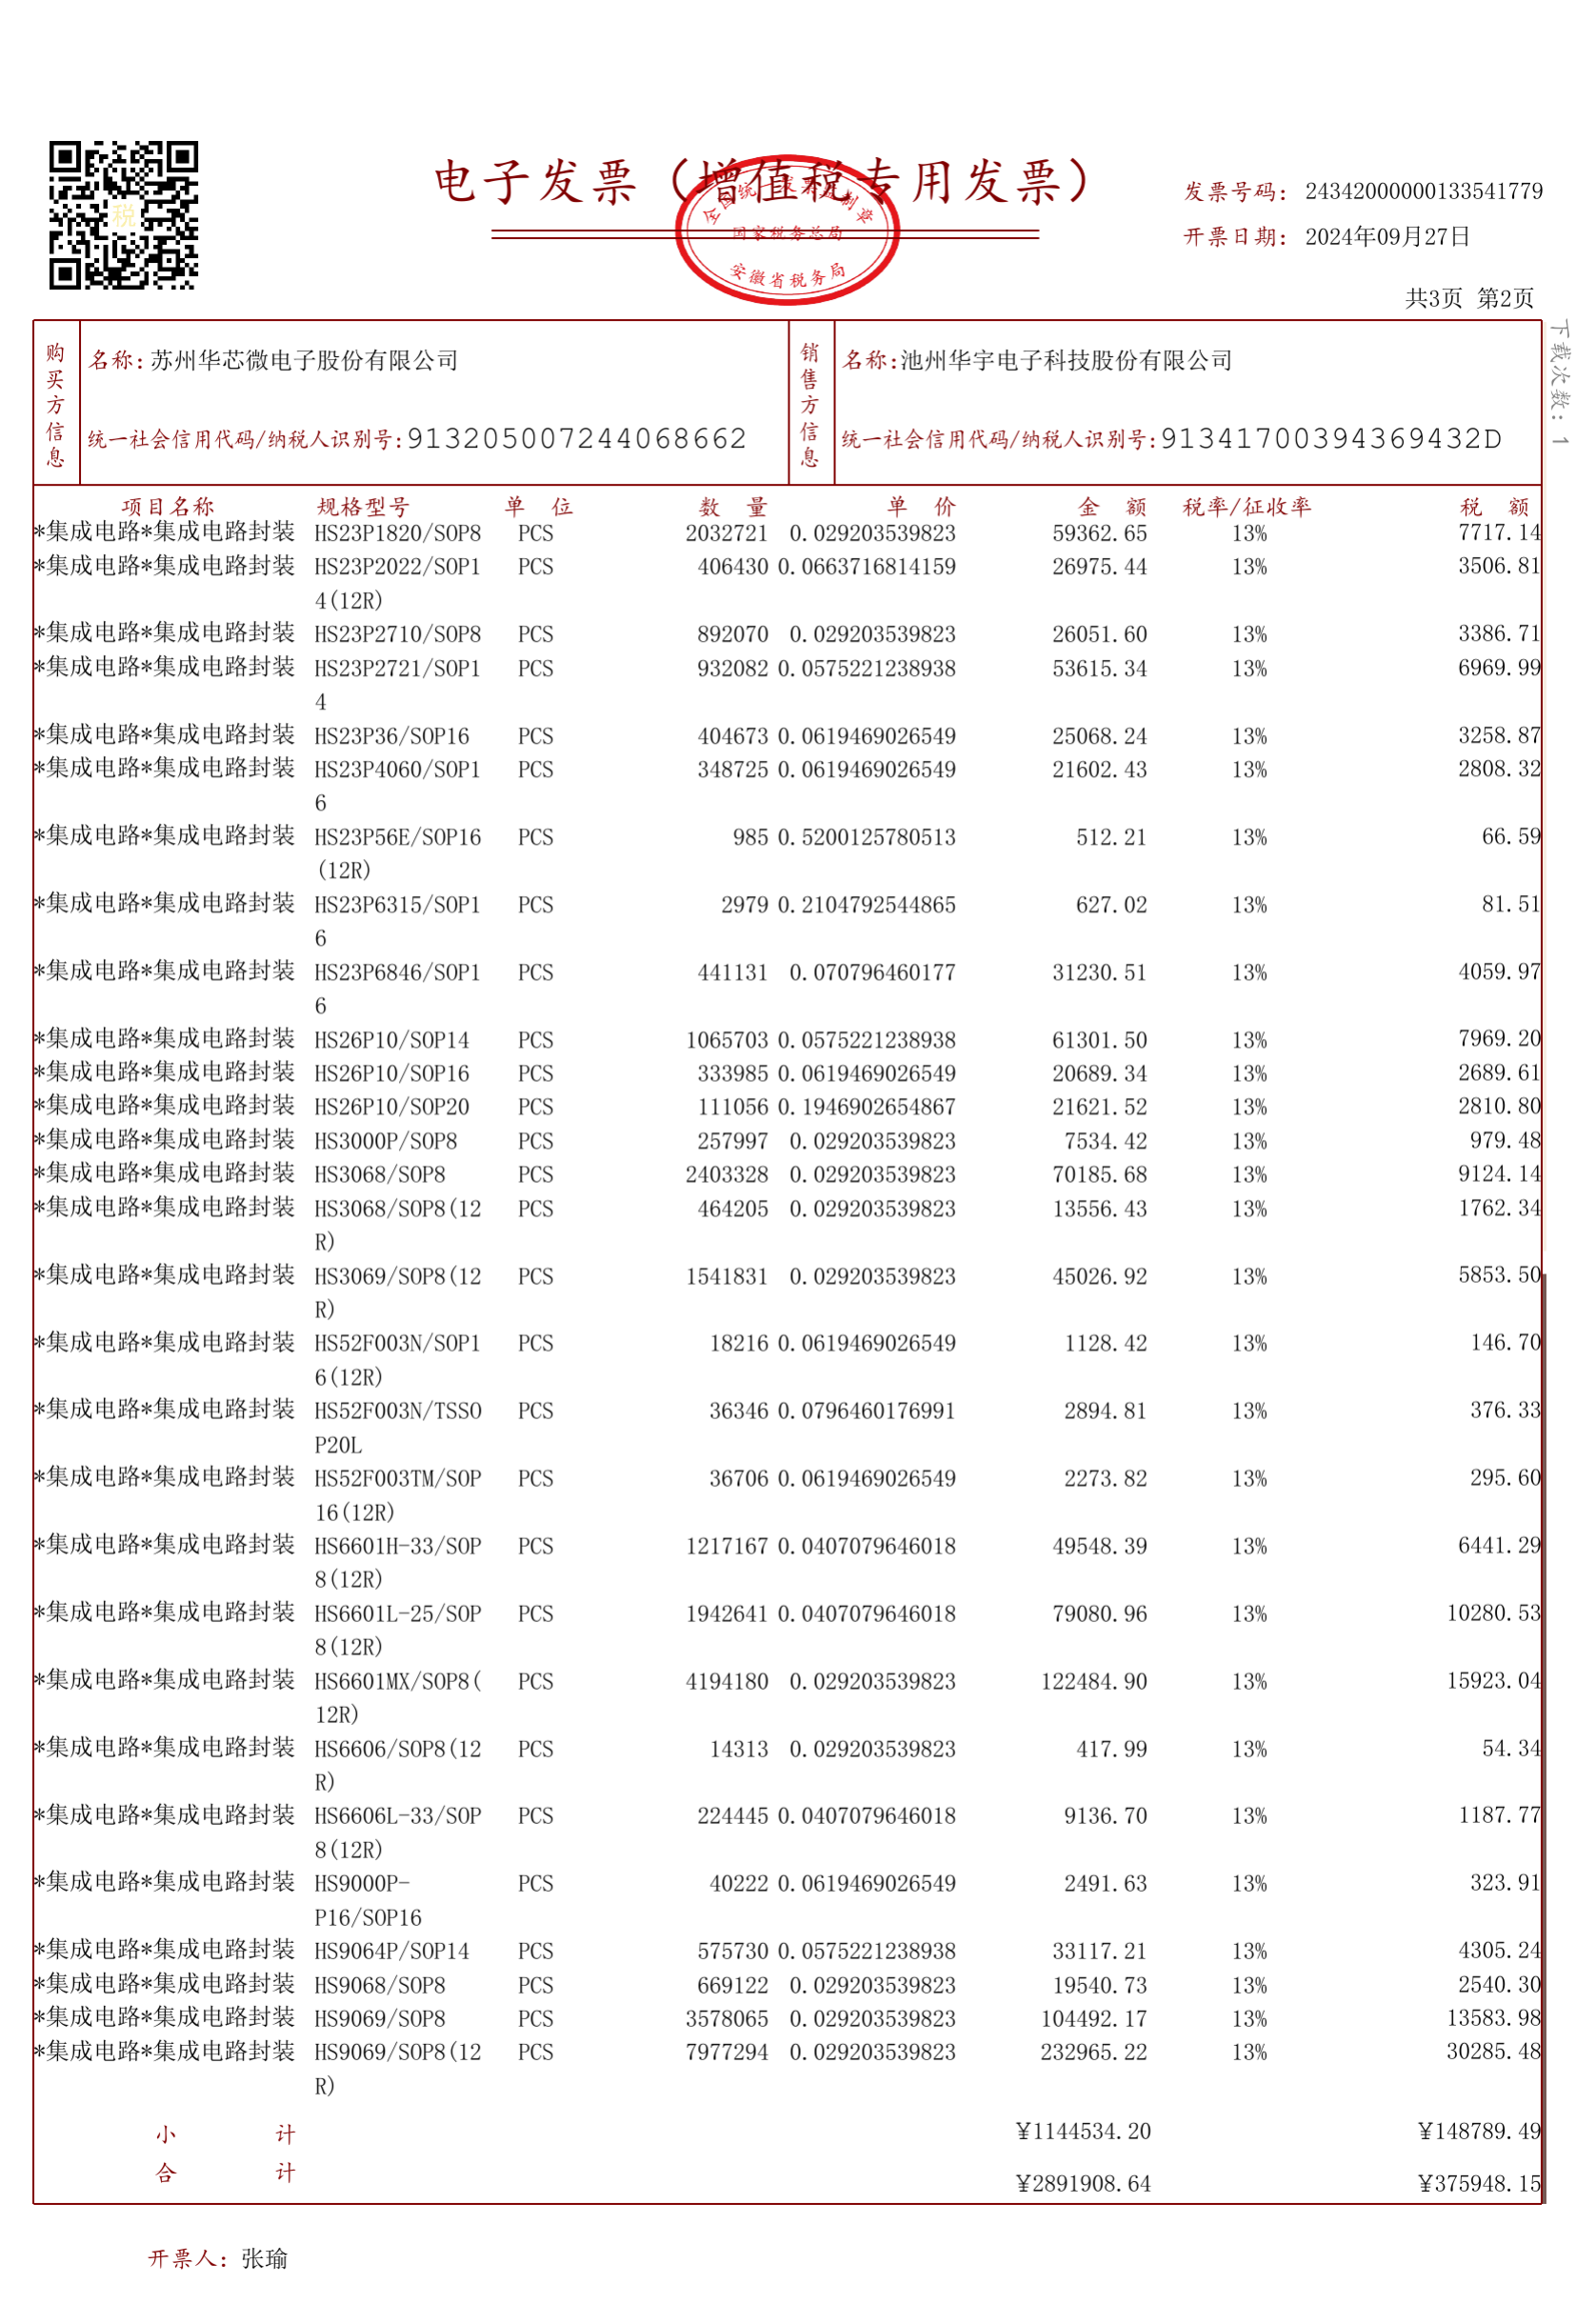 电子发票（增值税专用发票）
全国统一发票监制章
国家税务总局
安徽省税务局
税
发票号码：24342000000133541779
开票日期：2024年09月27日
共3页 第2页
下载次数：1
购买方信息
名称：苏州华芯微电子股份有限公司
统一社会信用代码/纳税人识别号：913205007244068662
销售方信息
名称：池州华宇电子科技股份有限公司
统一社会信用代码/纳税人识别号：91341700394369432D
项目名称 规格型号 单位 数量 单价 金额 税率/征收率 税额
*集成电路*集成电路封装 HS23P1820/SOP8 PCS 2032721 0.029203539823 59362.65 13% 7717.14
*集成电路*集成电路封装 HS23P2022/SOP1 PCS 406430 0.0663716814159 26975.44 13% 3506.81
4(12R)
*集成电路*集成电路封装 HS23P2710/SOP8 PCS 892070 0.029203539823 26051.60 13% 3386.71
*集成电路*集成电路封装 HS23P2721/SOP1 PCS 932082 0.0575221238938 53615.34 13% 6969.99
4
*集成电路*集成电路封装 HS23P36/SOP16 PCS 404673 0.0619469026549 25068.24 13% 3258.87
*集成电路*集成电路封装 HS23P4060/SOP1 PCS 348725 0.0619469026549 21602.43 13% 2808.32
6
*集成电路*集成电路封装 HS23P56E/SOP16 PCS 985 0.5200125780513 512.21 13% 66.59
(12R)
*集成电路*集成电路封装 HS23P6315/SOP1 PCS 2979 0.2104792544865 627.02 13% 81.51
6
*集成电路*集成电路封装 HS23P6846/SOP1 PCS 441131 0.070796460177 31230.51 13% 4059.97
6
*集成电路*集成电路封装 HS26P10/SOP14 PCS 1065703 0.0575221238938 61301.50 13% 7969.20
*集成电路*集成电路封装 HS26P10/SOP16 PCS 333985 0.0619469026549 20689.34 13% 2689.61
*集成电路*集成电路封装 HS26P10/SOP20 PCS 111056 0.1946902654867 21621.52 13% 2810.80
*集成电路*集成电路封装 HS3000P/SOP8 PCS 257997 0.029203539823 7534.42 13% 979.48
*集成电路*集成电路封装 HS3068/SOP8 PCS 2403328 0.029203539823 70185.68 13% 9124.14
*集成电路*集成电路封装 HS3068/SOP8(12 PCS 464205 0.029203539823 13556.43 13% 1762.34
R)
*集成电路*集成电路封装 HS3069/SOP8(12 PCS 1541831 0.029203539823 45026.92 13% 5853.50
R)
*集成电路*集成电路封装 HS52F003N/SOP1 PCS 18216 0.0619469026549 1128.42 13% 146.70
6(12R)
*集成电路*集成电路封装 HS52F003N/TSSO PCS 36346 0.0796460176991 2894.81 13% 376.33
P20L
*集成电路*集成电路封装 HS52F003TM/SOP PCS 36706 0.0619469026549 2273.82 13% 295.60
16(12R)
*集成电路*集成电路封装 HS6601H-33/SOP PCS 1217167 0.0407079646018 49548.39 13% 6441.29
8(12R)
*集成电路*集成电路封装 HS6601L-25/SOP PCS 1942641 0.0407079646018 79080.96 13% 10280.53
8(12R)
*集成电路*集成电路封装 HS6601MX/SOP8( PCS 4194180 0.029203539823 122484.90 13% 15923.04
12R)
*集成电路*集成电路封装 HS6606/SOP8(12 PCS 14313 0.029203539823 417.99 13% 54.34
R)
*集成电路*集成电路封装 HS6606L-33/SOP PCS 224445 0.0407079646018 9136.70 13% 1187.77
8(12R)
*集成电路*集成电路封装 HS9000P- PCS 40222 0.0619469026549 2491.63 13% 323.91
P16/SOP16
*集成电路*集成电路封装 HS9064P/SOP14 PCS 575730 0.0575221238938 33117.21 13% 4305.24
*集成电路*集成电路封装 HS9068/SOP8 PCS 669122 0.029203539823 19540.73 13% 2540.30
*集成电路*集成电路封装 HS9069/SOP8 PCS 3578065 0.029203539823 104492.17 13% 13583.98
*集成电路*集成电路封装 HS9069/SOP8(12 PCS 7977294 0.029203539823 232965.22 13% 30285.48
R)
小计 ¥1144534.20 ¥148789.49
合计 ¥2891908.64 ¥375948.15
开票人：张瑜